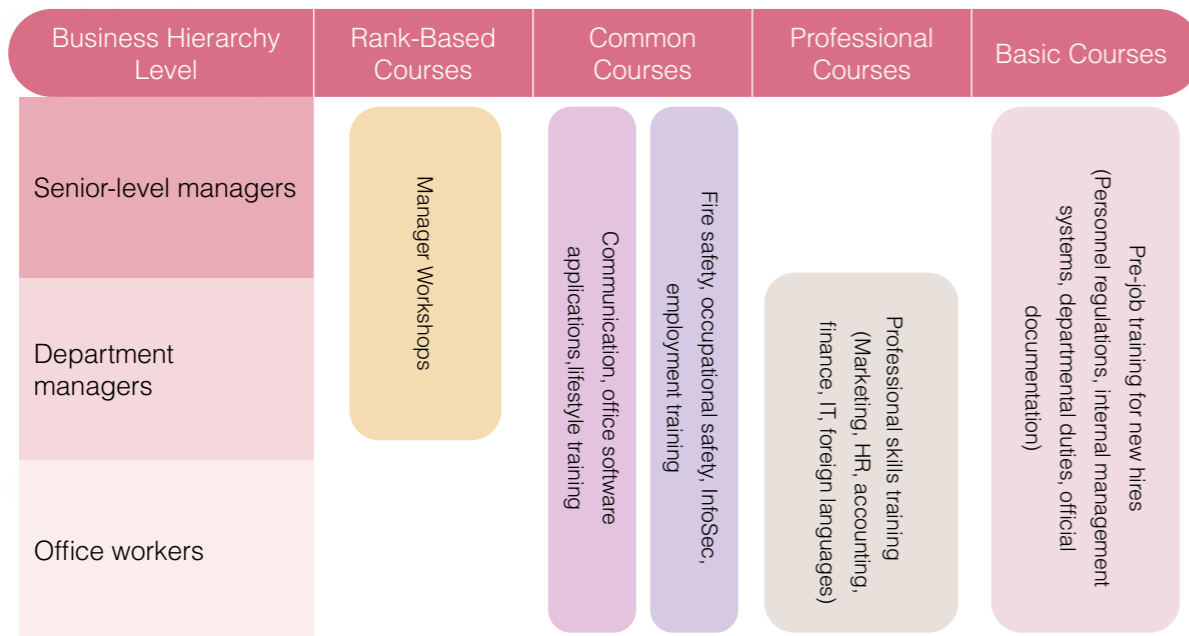 Business Hierarchy
Level
Rank-Based
Courses
Common
Courses
Professional
Courses
Basic Courses
Senior-level managers
Department
managers
Office workers
Manager Workshops
Communication, office software
applications,lifestyle training
Fire safety, occupational safety, InfoSec,
employment training
Professional skills training
(Marketing, HR, accounting,
finance, IT, foreign languages)
Pre-job training for new hires
(Personnel regulations, internal management
systems, departmental duties, official
documentation)